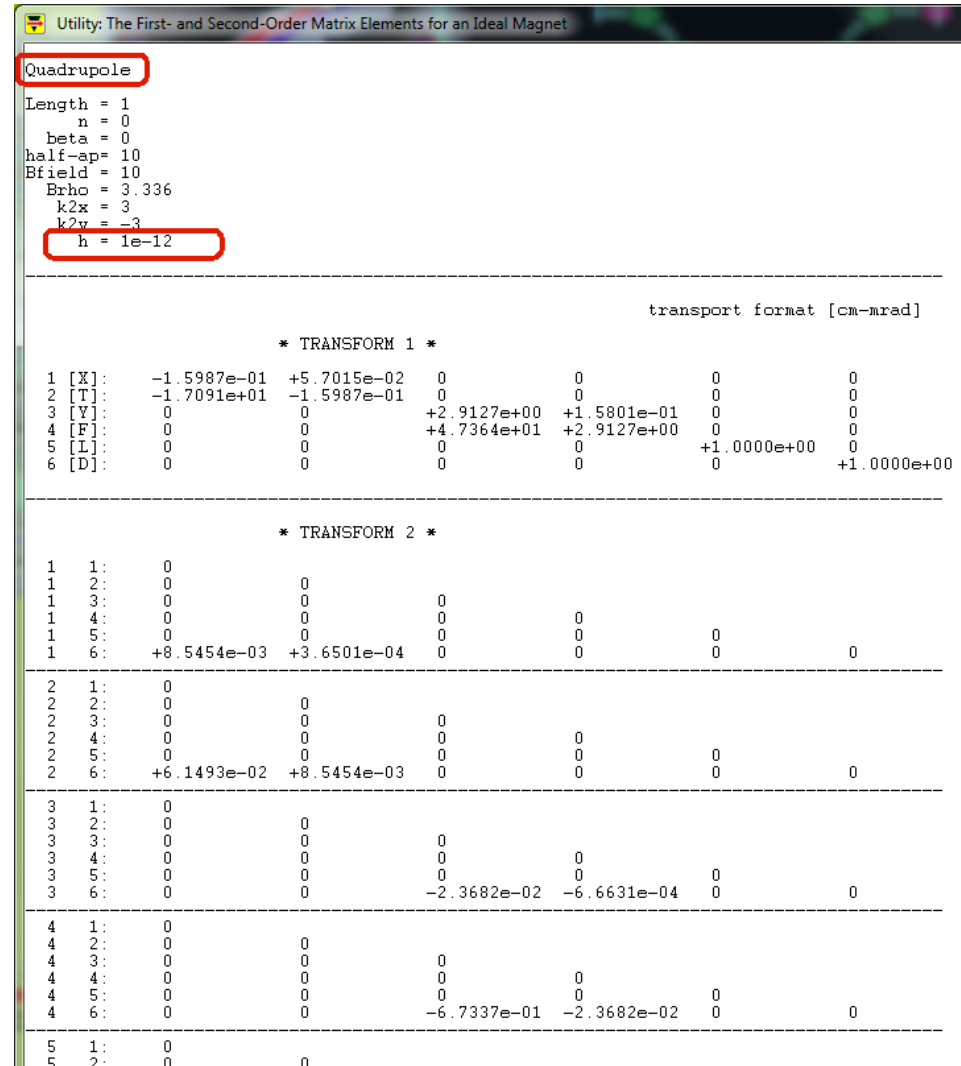 Utility: The First- and Second-Order Matrix Elements for an Ideal Magnet
Quadrupole
Length = 1
n = 0
beta = 0
half-ap= 10
Bfield = 10
Brho = 3.336
k2x = 3
k2y = -3
h = 1e-12
transport format [cm-mrad]
* TRANSFORM 1 *
1 [X]: -1.5987e-01 +5.7015e-02 0 0 0 0
2 [T]: -1.7091e+01 -1.5987e-01 0 0 0 0
3 [Y]: 0 0 +2.9127e+00 +1.5801e-01 0 0
4 [F]: 0 0 +4.7364e+01 +2.9127e+00 0 0
5 [L]: 0 0 0 0 +1.0000e+00 0
6 [D]: 0 0 0 0 0 +1.0000e+00
* TRANSFORM 2 *
1 1: 0
1 2: 0 0
1 3: 0 0 0
1 4: 0 0 0 0
1 5: 0 0 0 0 0
1 6: +8.5454e-03 +3.6501e-04 0 0 0 0
2 1: 0
2 2: 0 0
2 3: 0 0 0
2 4: 0 0 0 0
2 5: 0 0 0 0 0
2 6: +6.1493e-02 +8.5454e-03 0 0 0 0
3 1: 0
3 2: 0 0
3 3: 0 0 0
3 4: 0 0 0 0
3 5: 0 0 0 0 0
3 6: 0 0 -2.3682e-02 -6.6631e-04 0 0
4 1: 0
4 2: 0 0
4 3: 0 0 0
4 4: 0 0 0 0
4 5: 0 0 0 0 0
4 6: 0 0 -6.7337e-01 -2.3682e-02 0 0
5 1: 0
5 2: 0 0